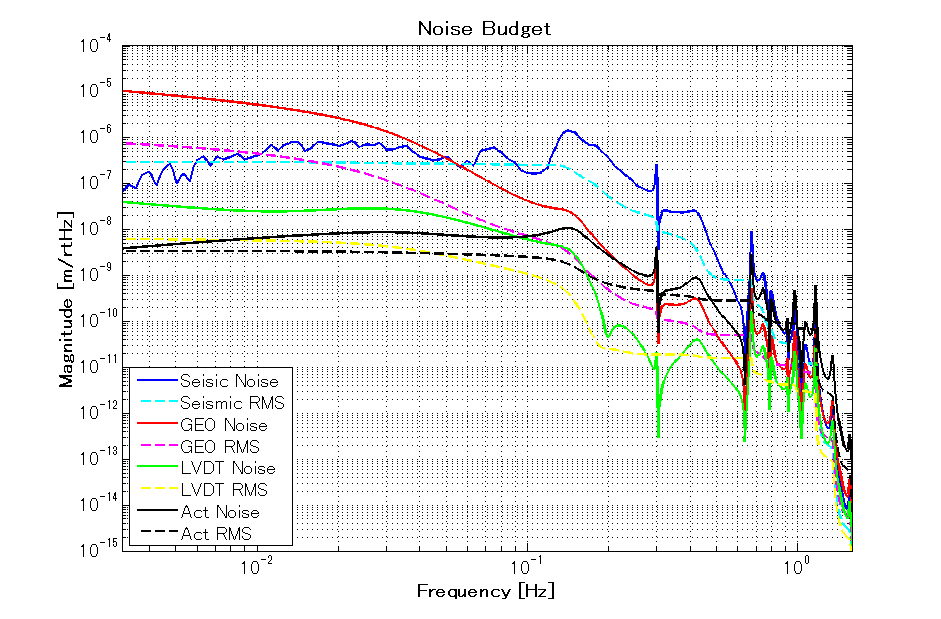 Noise Budget
10^-4
10^-5
10^-6
10^-7
10^-8
10^-9
10^-10
10^-11
10^-12
10^-13
10^-14
10^-15
Magnitude [m/rtHz]
Seisic Noise
Seismic RMS
GEO Noise
GEO RMS
LVDT Noise
LVDT RMS
Act Noise
Act RMS
10^-2
10^-1
10^0
Frequency [Hz]